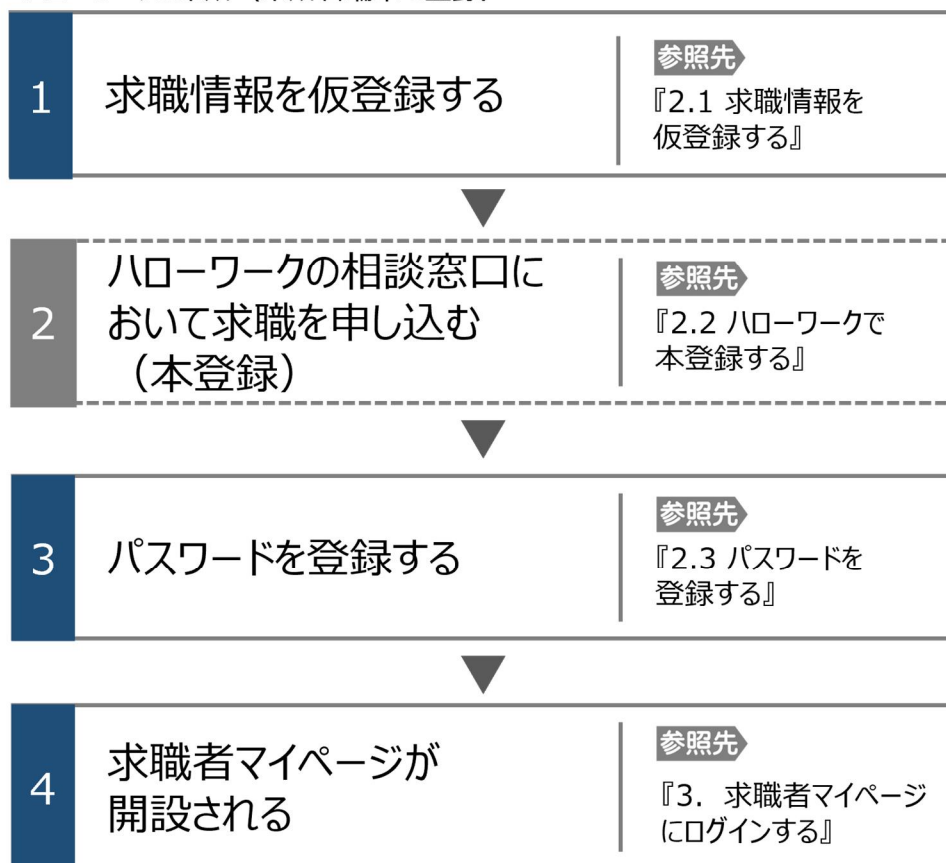 1
求職情報を仮登録する
参照先
『2.1 求職情報を
仮登録する』
2
ハローワークの相談窓口に
おいて求職を申し込む
（本登録）
参照先
『2.2 ハローワークで
本登録する』
3
パスワードを登録する
参照先
『2.3 パスワードを
登録する』
4
求職者マイページが
開設される
参照先
『3．求職者マイページ
にログインする』